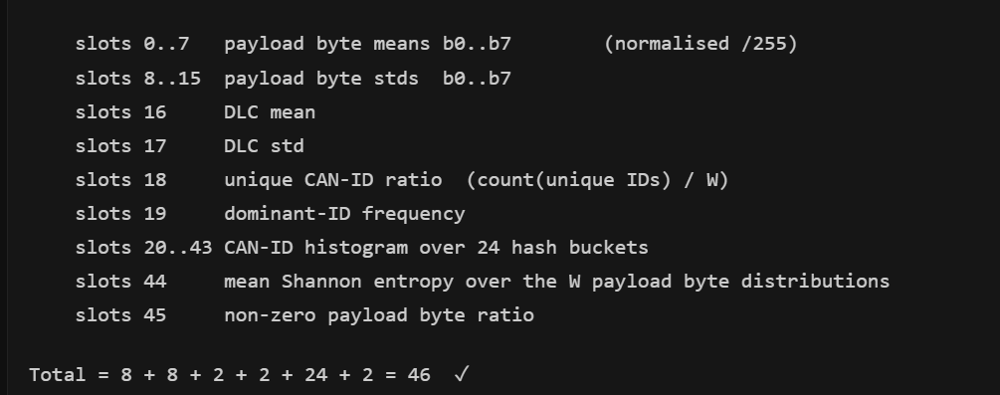 slots 0..7   payload byte means b0..b7        (normalised /255)
slots 8..15  payload byte stds  b0..b7
slots 16     DLC mean
slots 17     DLC std
slots 18     unique CAN-ID ratio  (count(unique IDs) / W)
slots 19     dominant-ID frequency
slots 20..43 CAN-ID histogram over 24 hash buckets
slots 44     mean Shannon entropy over the W payload byte distributions
slots 45     non-zero payload byte ratio
Total = 8 + 8 + 2 + 2 + 24 + 2 = 46  ✓